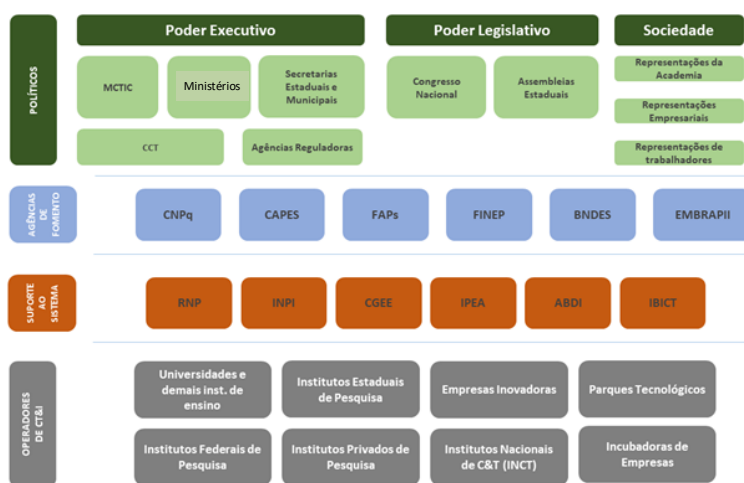 Poder Executivo
Poder Legislativo
Sociedade
POLÍTICOS
MCTIC
Ministérios
Secretarias
Estaduais e
Municipais
Congresso
Nacional
Assembleias
Estaduais
Representações da
Academia
Representações
Empresariais
CCT
Agências Reguladoras
Representações de
trabalhadores
AGÊNCIAS
DE
FOMENTO
CNPq
CAPES
FAPs
FINEP
BNDES
EMBRAPII
SUPORTE
AO
SISTEMA
RNP
INPI
CGEE
IPEA
ABDI
IBICT
OPERADORES
DE CT&I
Universidades e
demais inst. de
ensino
Institutos Estaduais
de Pesquisa
Empresas Inovadoras
Parques Tecnológicos
Institutos Federais de
Pesquisa
Institutos Privados de
Pesquisa
Institutos Nacionais
de C&T (INCT)
Incubadoras de
Empresas